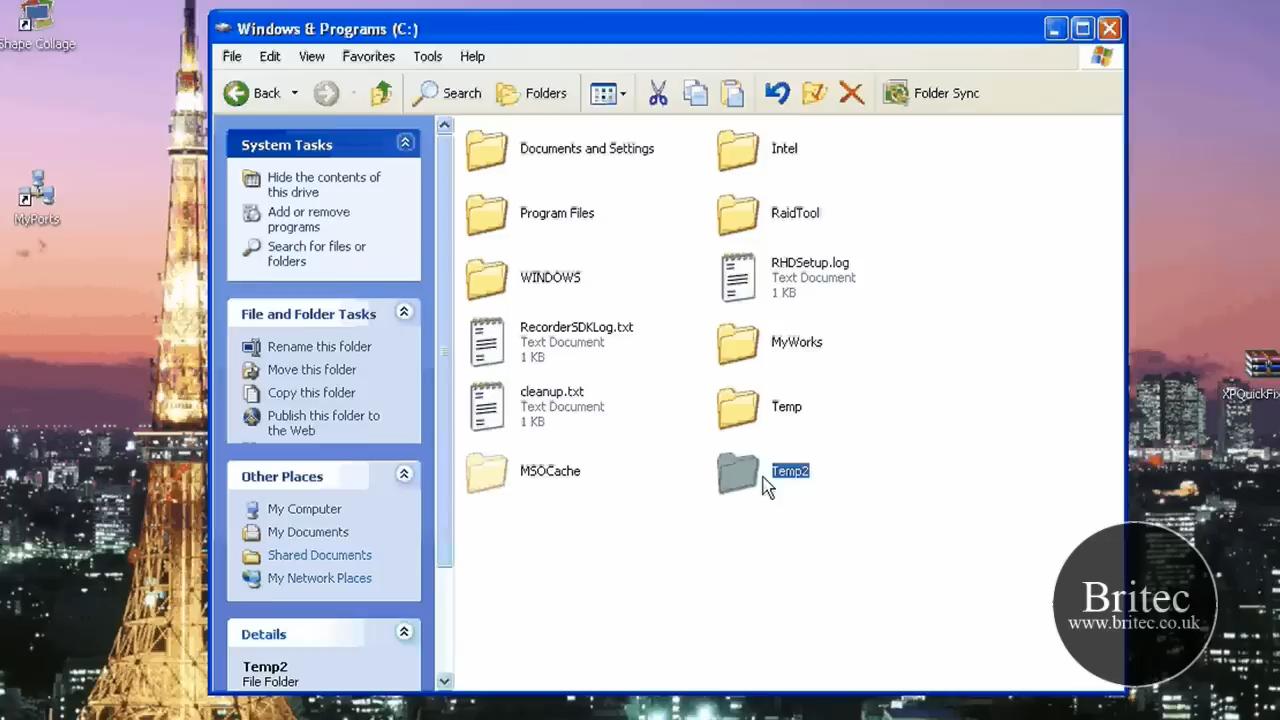 Shape Collage
MyPorts
Windows & Programs (C:)
File Edit View Favorites Tools Help
Back Search Folders Folder Sync
System Tasks
Hide the contents of
this drive
Add or remove
programs
Search for files or
folders
File and Folder Tasks
Rename this folder
Move this folder
Copy this folder
Publish this folder to
the Web
Other Places
My Computer
My Documents
Shared Documents
My Network Places
Details
Temp2
File Folder
Documents and Settings
Program Files
WINDOWS
RecorderSDKLog.txt
Text Document
1 KB
cleanup.txt
Text Document
1 KB
MSOCache
Intel
RaidTool
RHDSetup.log
Text Document
1 KB
MyWorks
Temp
Temp2
XPQuickFix
Britec
www.britec.co.uk